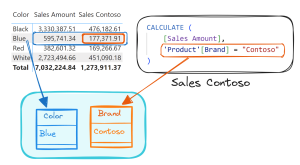 Color Sales Amount Sales Contoso
Black 3,330,387.51 476,182.61
Blue 595,741.34 177,371.91
Red 382,601.32 169,266.67
White 2,723,494.66 451,090.18
Total 7,032,224.84 1,273,911.37
CALCULATE (
[Sales Amount],
'Product'[Brand] = "Contoso"
)
Sales Contoso
Color
Blue
Brand
Contoso